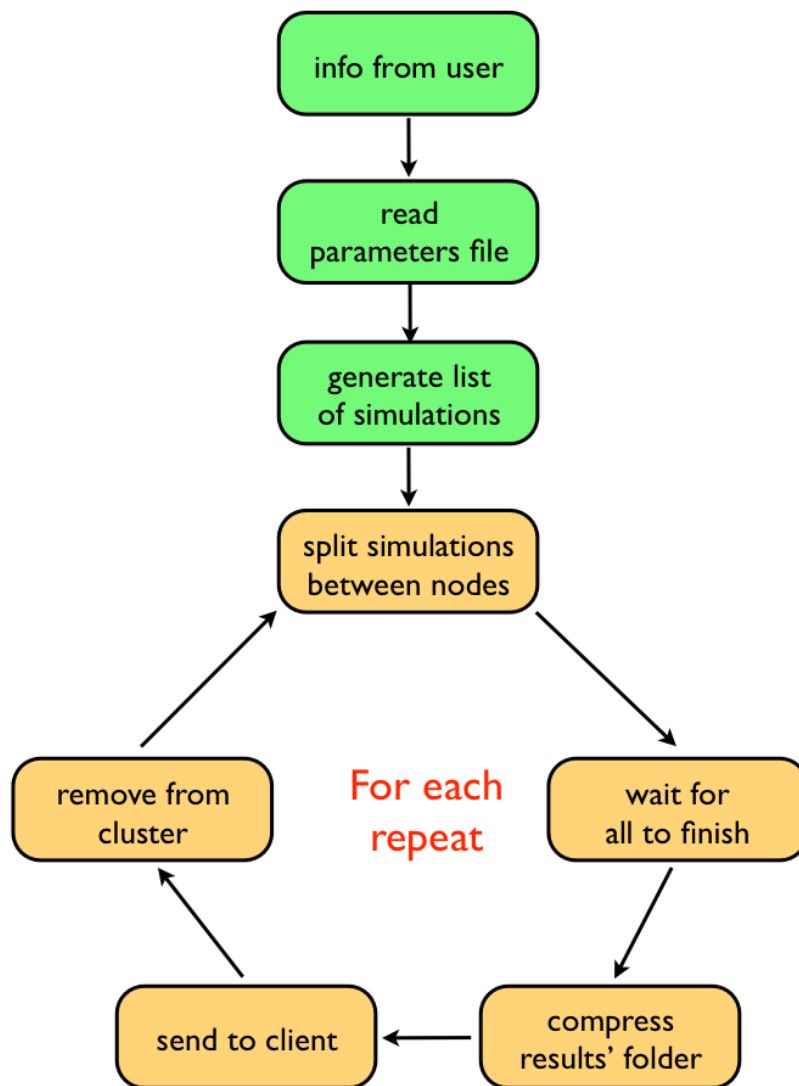 info from user
read
parameters file
generate list
of simulations
split simulations
between nodes
remove from
cluster
For each
repeat
wait for
all to finish
send to client
compress
results’ folder